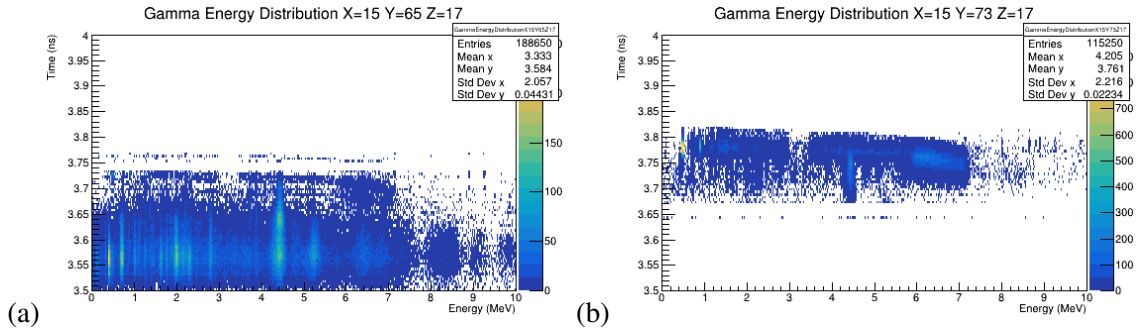 Gamma Energy Distribution X=15 Y=65 Z=17
Time (ns)
4
3.95
3.9
3.85
3.8
3.75
3.7
3.65
3.6
3.55
3.5
GammaEnergyDistributionX15Y65Z17
Entries 188650
Mean x 3.333
Mean y 3.584
Std Dev x 2.057
Std Dev y 0.04431
150
100
50
0
0 1 2 3 4 5 6 7 8 9 10
Energy (MeV)
(a)
Gamma Energy Distribution X=15 Y=73 Z=17
Time (ns)
4
3.95
3.9
3.85
3.8
3.75
3.7
3.65
3.6
3.55
3.5
GammaEnergyDistributionX15Y73Z17
Entries 115250
Mean x 4.205
Mean y 3.761
Std Dev x 2.216
Std Dev y 0.02234
700
600
500
400
300
200
100
0
0 1 2 3 4 5 6 7 8 9 10
Energy (MeV)
(b)